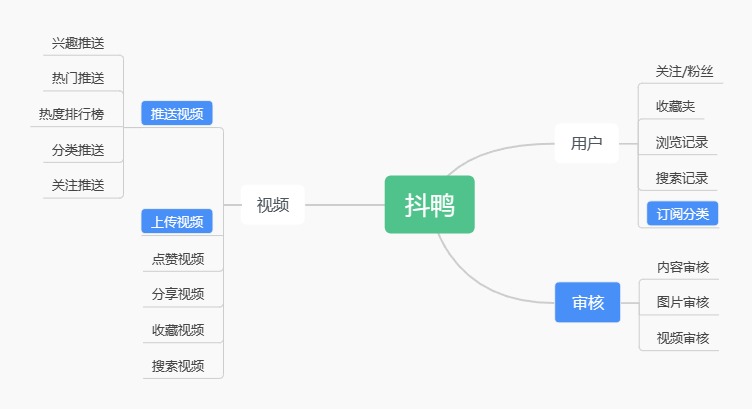 抖鸭
视频
推送视频
兴趣推送
热门推送
热度排行榜
分类推送
关注推送
上传视频
点赞视频
分享视频
收藏视频
搜索视频
用户
关注/粉丝
收藏夹
浏览记录
搜索记录
订阅分类
审核
内容审核
图片审核
视频审核